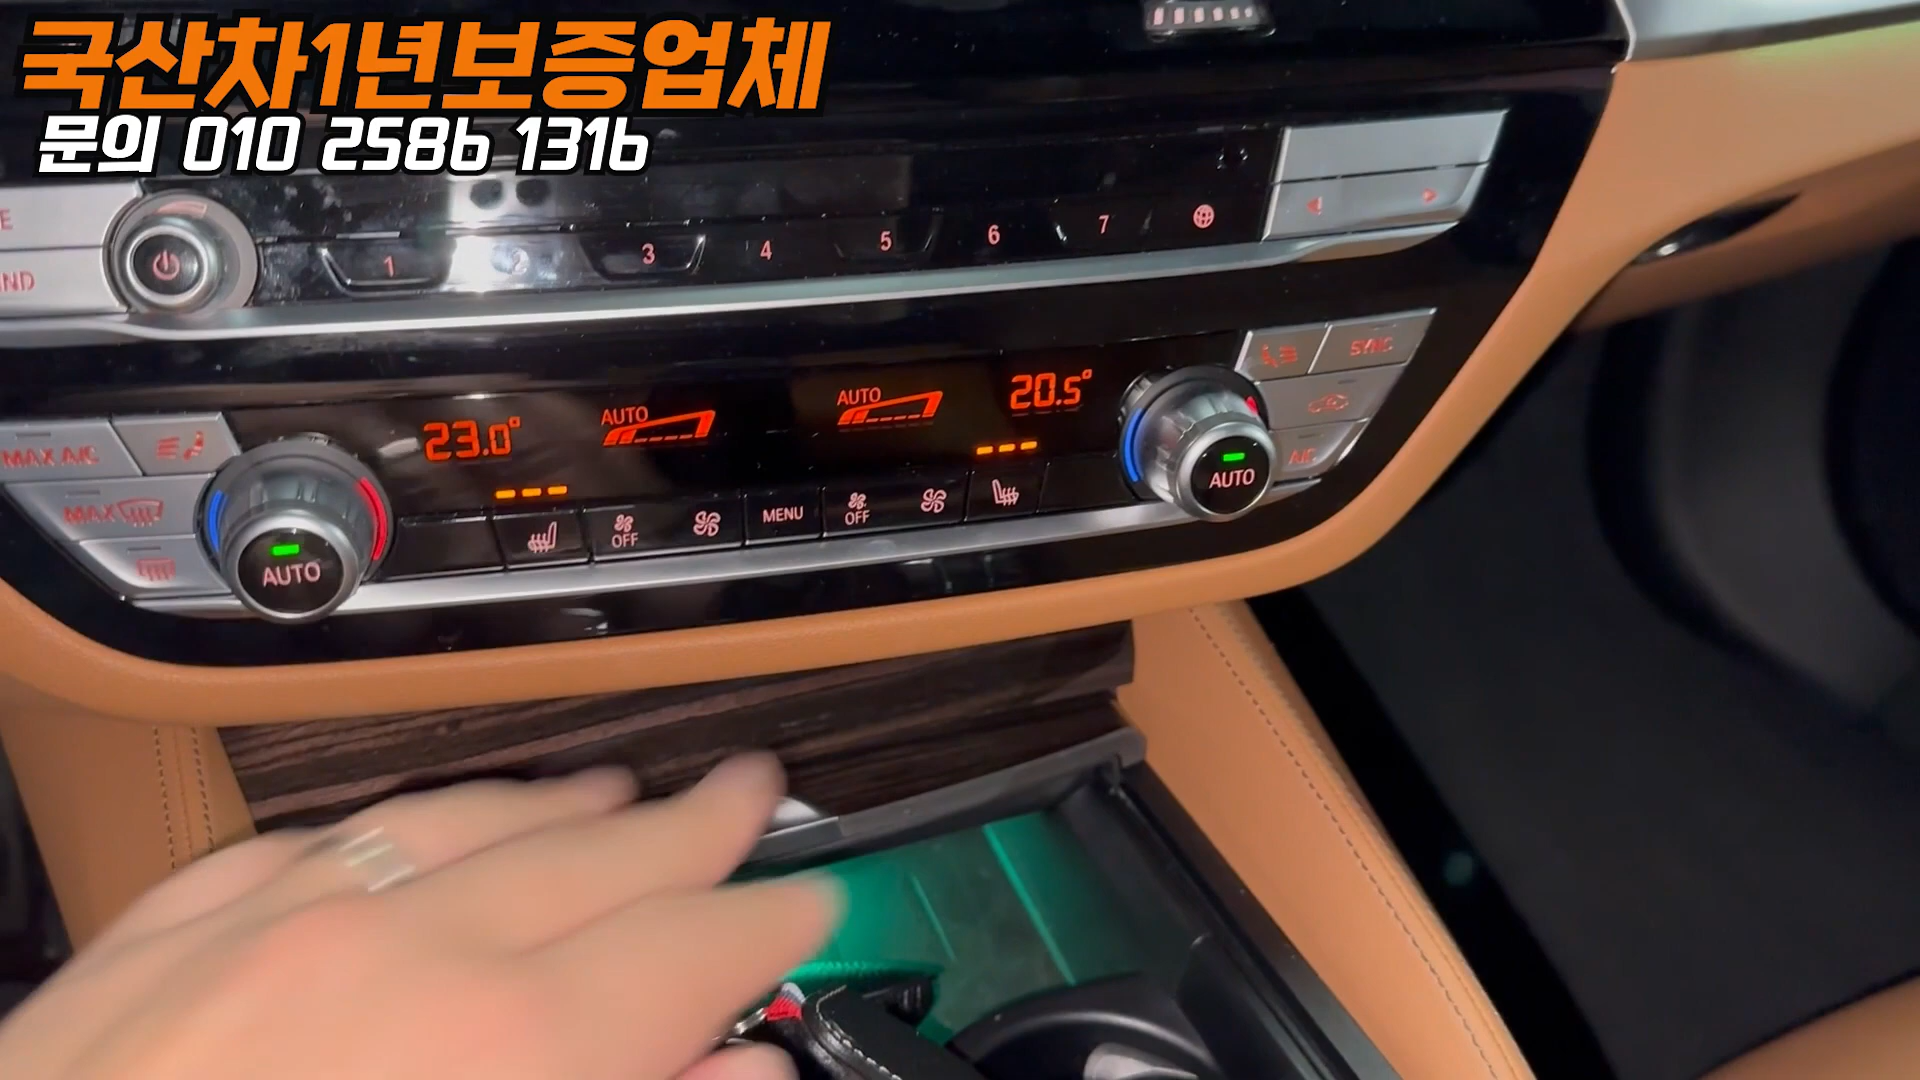 국산차1년보증업체
문의 010 2586 1316
1 2 3 4 5 6 7
23.0° AUTO AUTO 20.5°
SYNC
MAX A/C
MAX
A/C
OFF MENU OFF
AUTO AUTO